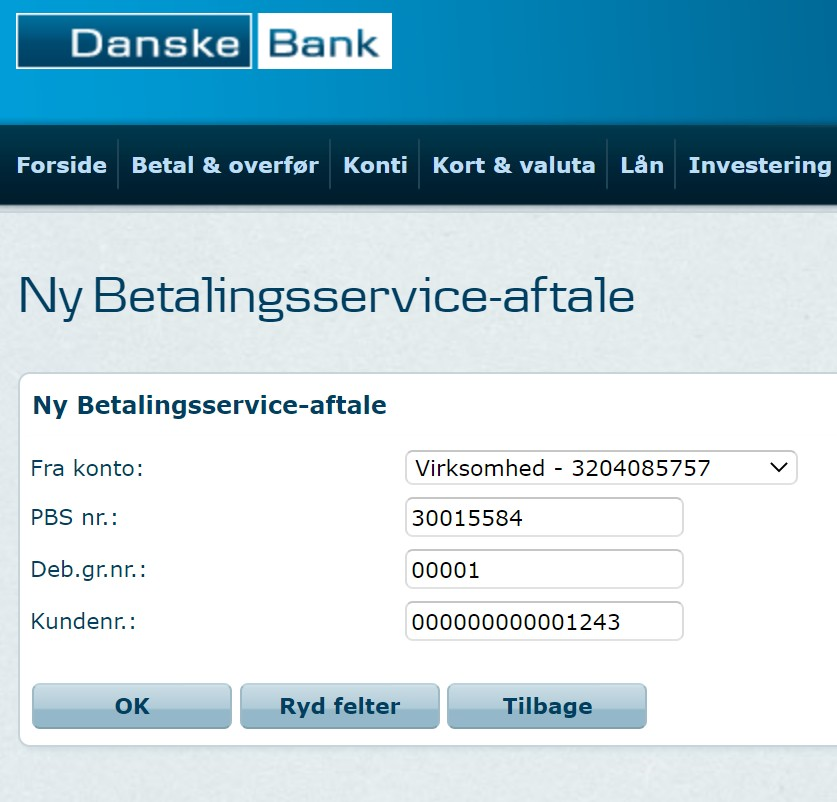 Danske Bank
Forside Betal & overfør Konti Kort & valuta Lån Investering
Ny Betalingsservice-aftale
Ny Betalingsservice-aftale
Fra konto: Virksomhed - 3204085757
PBS nr.: 30015584
Deb.gr.nr.: 00001
Kundenr.: 000000000001243
OK Ryd felter Tilbage